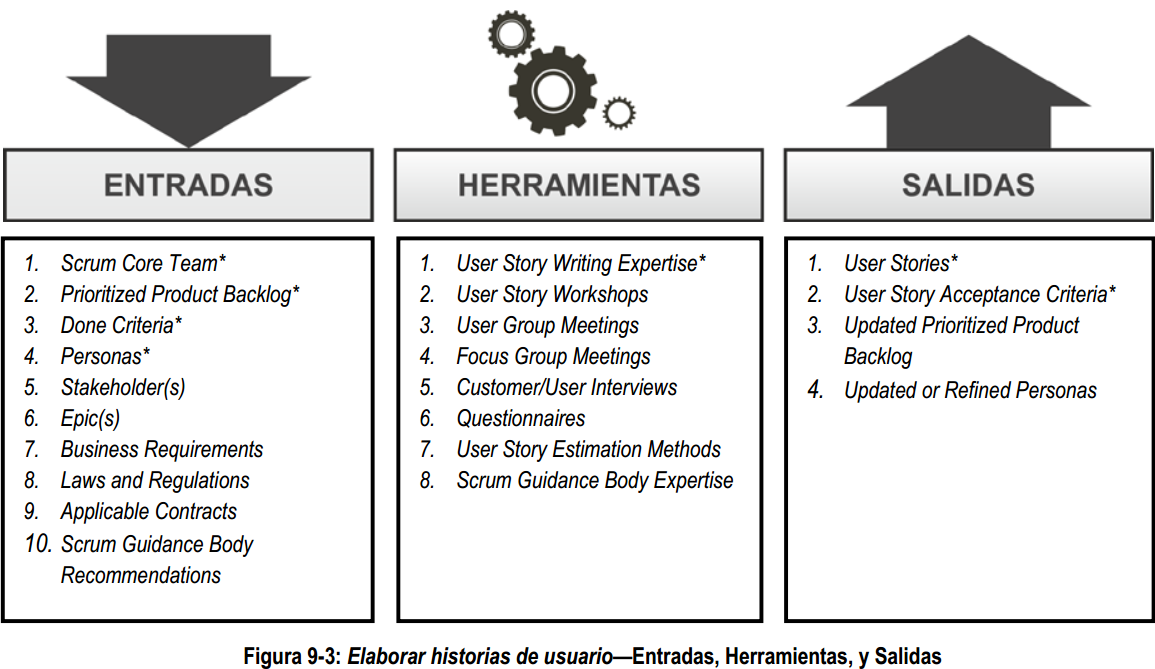 ENTRADAS
1. Scrum Core Team*
2. Prioritized Product Backlog*
3. Done Criteria*
4. Personas*
5. Stakeholder(s)
6. Epic(s)
7. Business Requirements
8. Laws and Regulations
9. Applicable Contracts
10. Scrum Guidance Body
Recommendations
HERRAMIENTAS
1. User Story Writing Expertise*
2. User Story Workshops
3. User Group Meetings
4. Focus Group Meetings
5. Customer/User Interviews
6. Questionnaires
7. User Story Estimation Methods
8. Scrum Guidance Body Expertise
SALIDAS
1. User Stories*
2. User Story Acceptance Criteria*
3. Updated Prioritized Product
Backlog
4. Updated or Refined Personas
Figura 9-3: Elaborar historias de usuario—Entradas, Herramientas, y Salidas